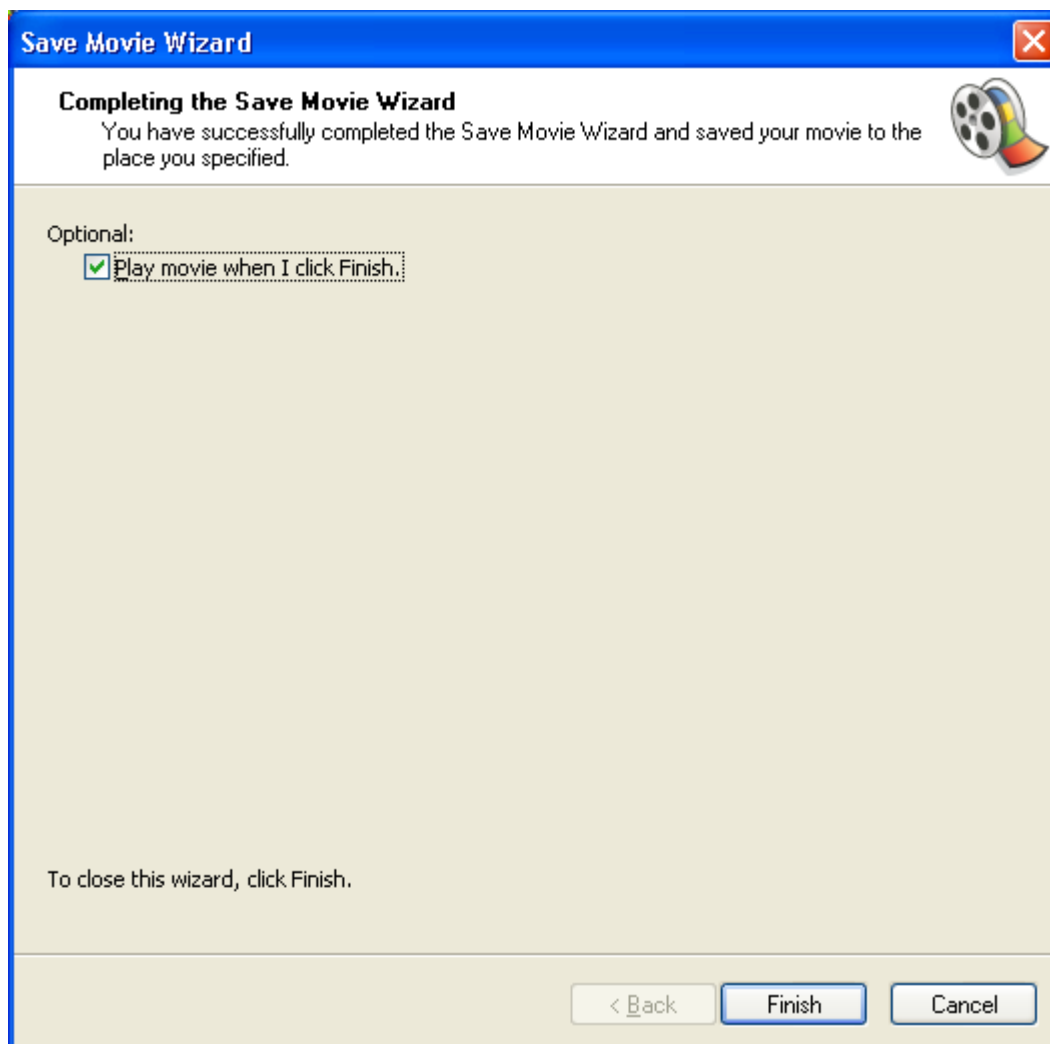 Save Movie Wizard
Completing the Save Movie Wizard
You have successfully completed the Save Movie Wizard and saved your movie to the
place you specified.
Optional:
Play movie when I click Finish.
To close this wizard, click Finish.
< Back Finish Cancel